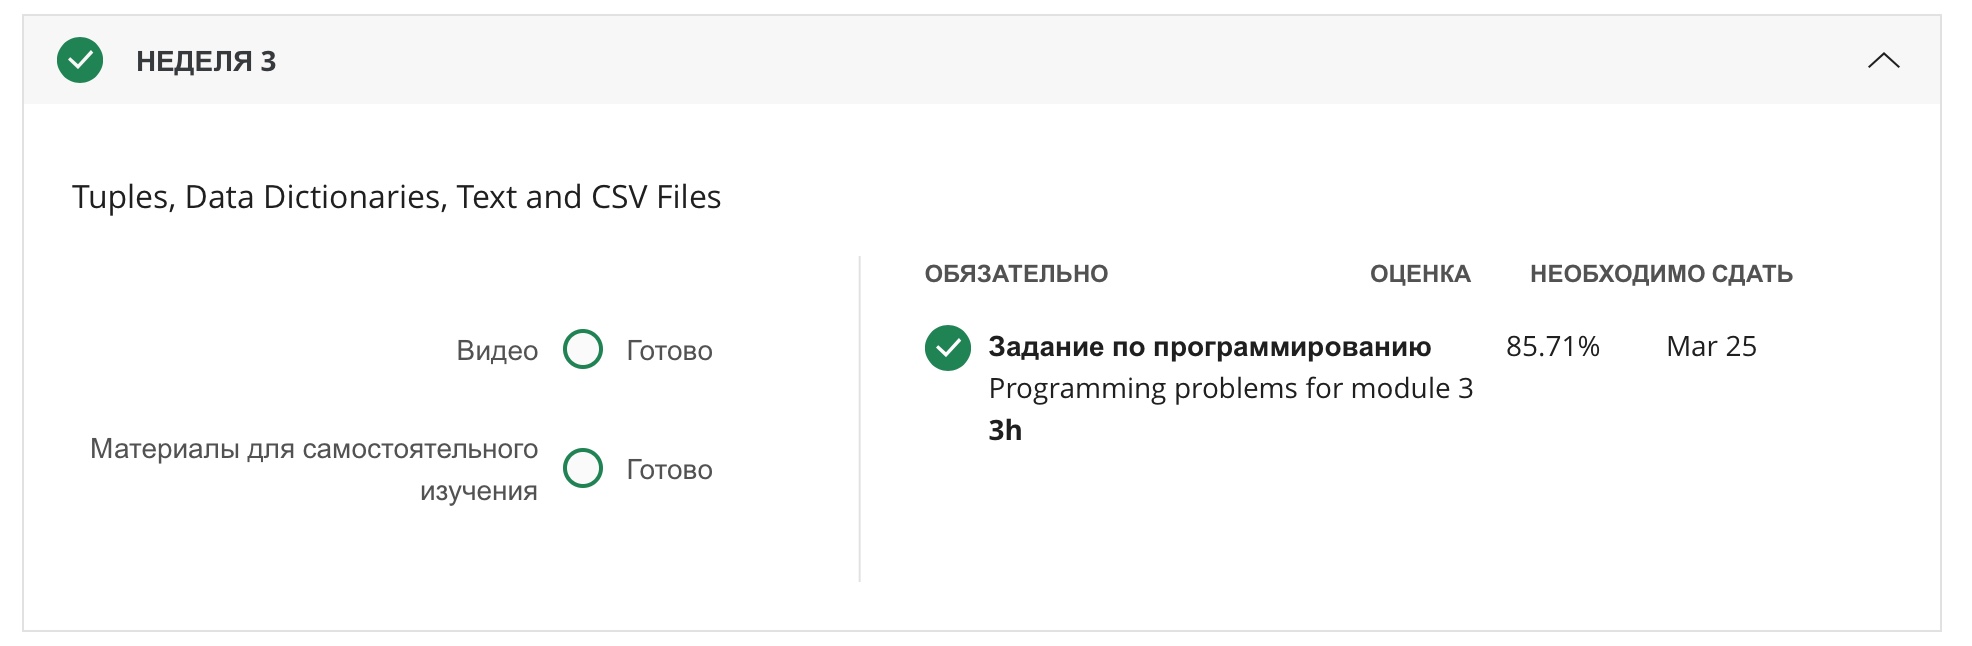 НЕДЕЛЯ 3
Tuples, Data Dictionaries, Text and CSV Files
Видео Готово
Материалы для самостоятельного
изучения Готово
ОБЯЗАТЕЛЬНО ОЦЕНКА НЕОБХОДИМО СДАТЬ
Задание по программированию 85.71% Mar 25
Programming problems for module 3
3h